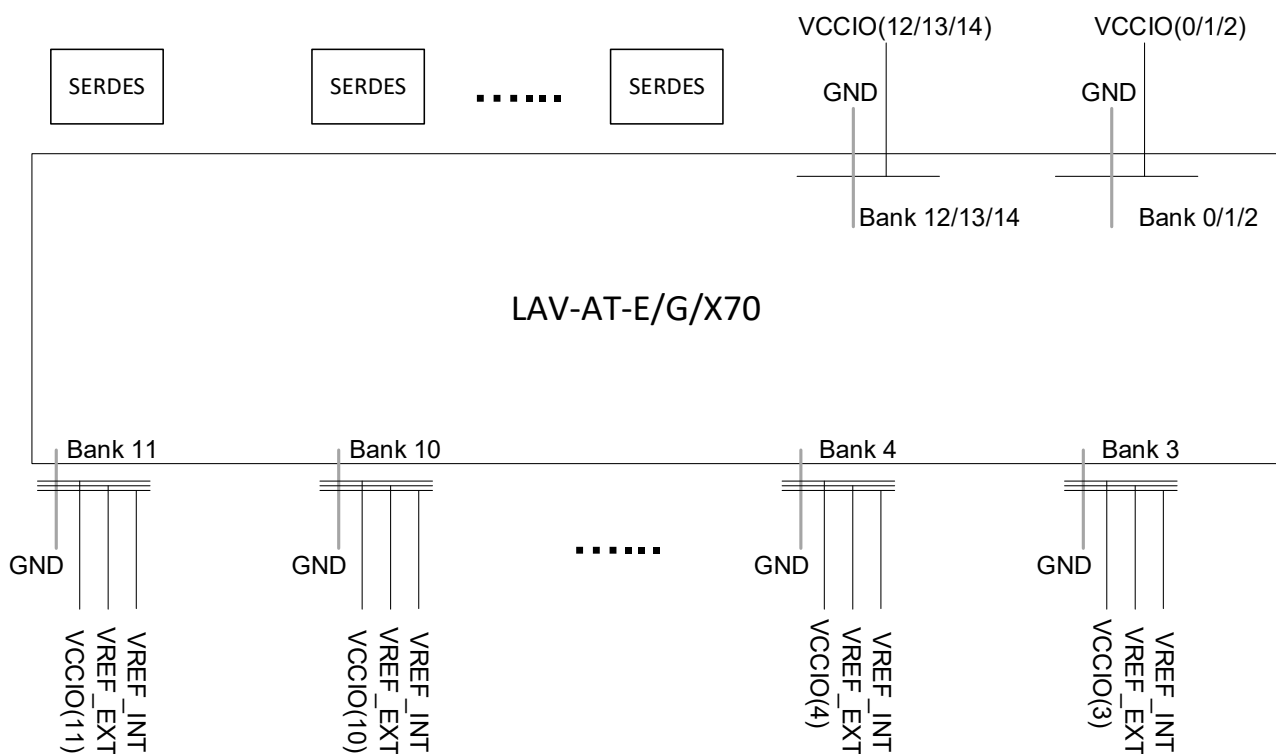 VCCIO(12/13/14)
VCCIO(0/1/2)
SERDES
SERDES
SERDES
GND
GND
Bank 12/13/14
Bank 0/1/2
LAV-AT-E/G/X70
Bank 11
Bank 10
Bank 4
Bank 3
GND
GND
GND
GND
VCCIO(11)
VREF_EXT
VREF_INT
VCCIO(10)
VREF_EXT
VREF_INT
VCCIO(4)
VREF_EXT
VREF_INT
VCCIO(3)
VREF_EXT
VREF_INT